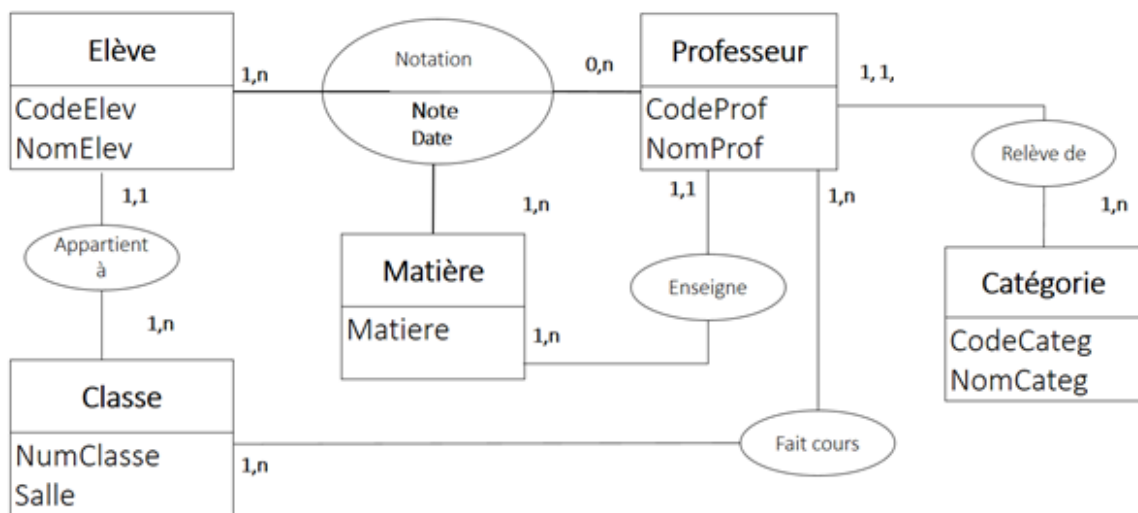 Elève
CodeElev
NomElev
1,n
Notation
Note
Date
0,n
Professeur
CodeProf
NomProf
1, 1,
Relève de
1,n
Catégorie
CodeCateg
NomCateg
1,1
Appartient
à
1,n
Classe
NumClasse
Salle
1,n
Matière
Matiere
1,n
1,1
Enseigne
1,n
Fait cours
1,n